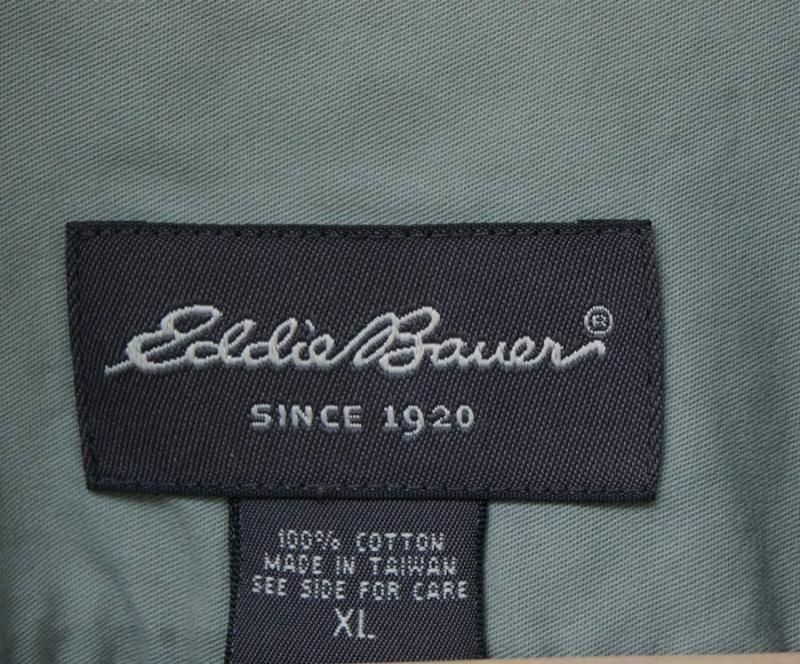 Eddie Bauer®
SINCE 1920
100% COTTON
MADE IN TAIWAN
SEE SIDE FOR CARE
XL